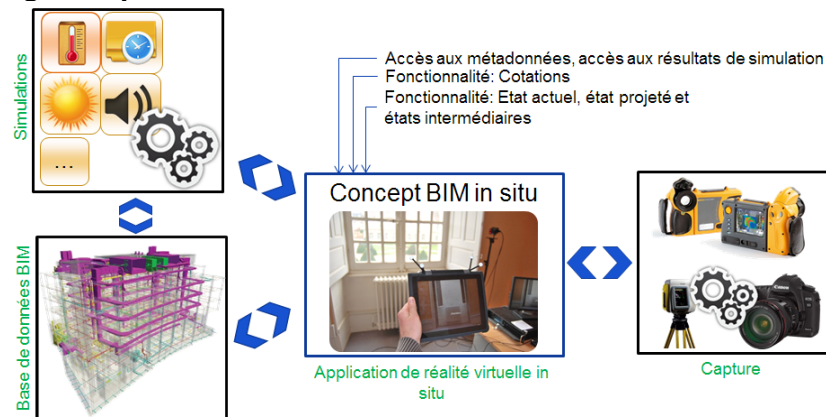 Accès aux métadonnées, accès aux résultats de simulation
Fonctionnalité: Cotations
Fonctionnalité: Etat actuel, état projeté et
états intermédiaires
Simulations
...
Concept BIM in situ
Base de données BIM
Application de réalité virtuelle in
situ
Canon
Capture